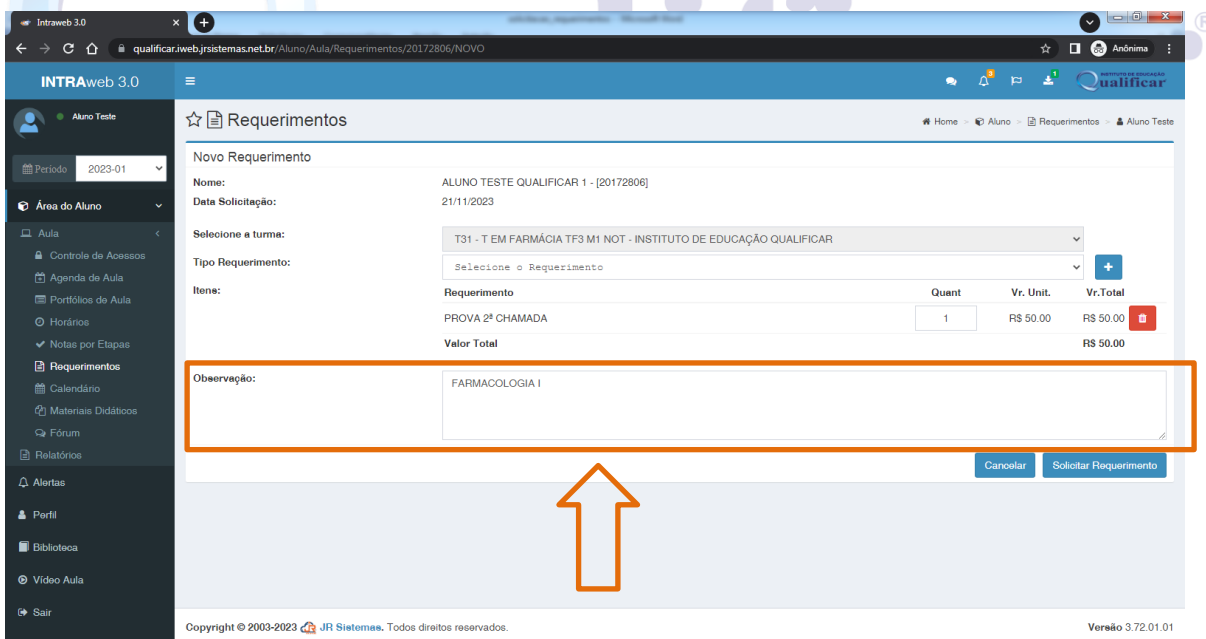 Intraweb 3.0
qualificar.iweb.jrsistemas.net.br/Aluno/Aula/Requerimentos/20172806/NOVO
Anônima
INTRAweb 3.0
3
1
INSTITUTO DE EDUCAÇÃO
Qualificar
Aluno Teste
Período 2023-01
Área do Aluno
Aula
Controle de Acessos
Agenda de Aula
Portfólios de Aula
Horários
Notas por Etapas
Requerimentos
Calendário
Materiais Didáticos
Fórum
Relatórios
Alertas
Perfil
Biblioteca
Vídeo Aula
Sair
Requerimentos
Home > Aluno > Requerimentos > Aluno Teste
Novo Requerimento
Nome: ALUNO TESTE QUALIFICAR 1 - [20172806]
Data Solicitação: 21/11/2023
Selecione a turma: T31 - T EM FARMÁCIA TF3 M1 NOT - INSTITUTO DE EDUCAÇÃO QUALIFICAR
Tipo Requerimento: Selecione o Requerimento
Itens: Requerimento Quant Vr. Unit. Vr.Total
PROVA 2ª CHAMADA 1 R$ 50.00 R$ 50.00
Valor Total R$ 50.00
Observação: FARMACOLOGIA I
Cancelar Solicitar Requerimento
Copyright © 2003-2023 JR Sistemas. Todos direitos reservados. Versão 3.72.01.01